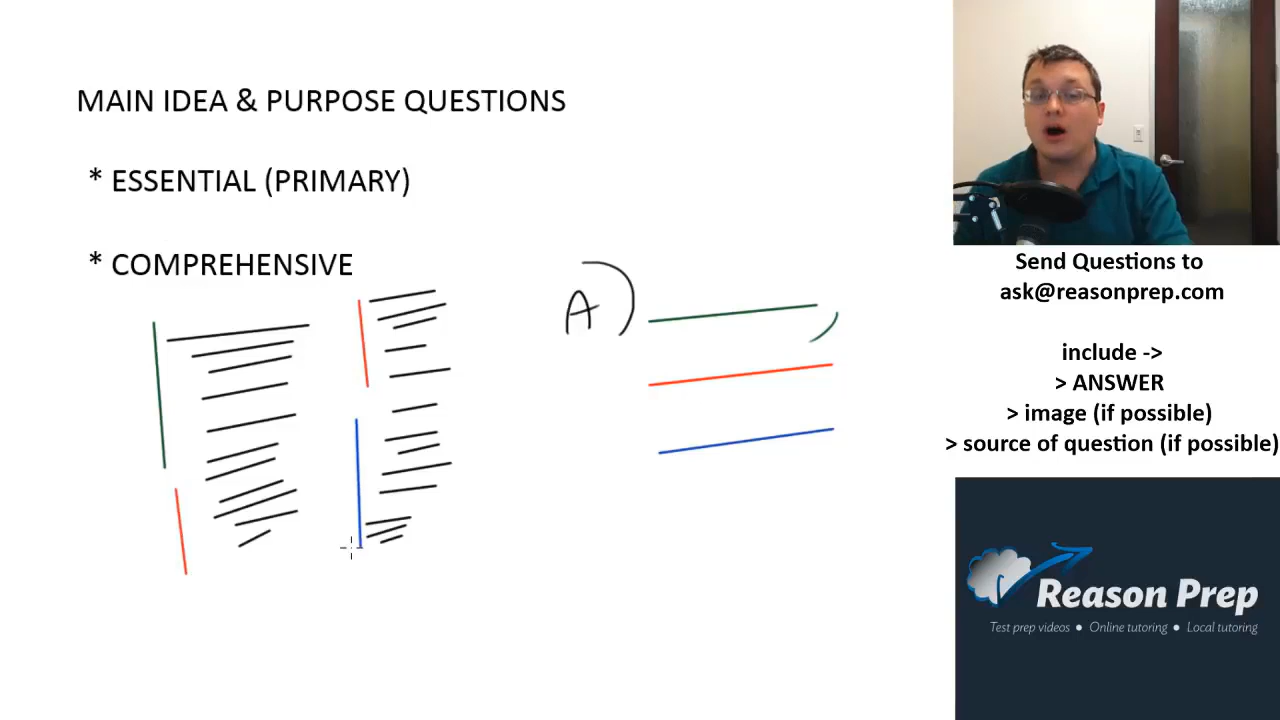 MAIN IDEA & PURPOSE QUESTIONS
* ESSENTIAL (PRIMARY)
* COMPREHENSIVE
A)
Send Questions to
ask@reasonprep.com
include ->
> ANSWER
> image (if possible)
> source of question (if possible)
Reason Prep
Test prep videos ● Online tutoring ● Local tutoring